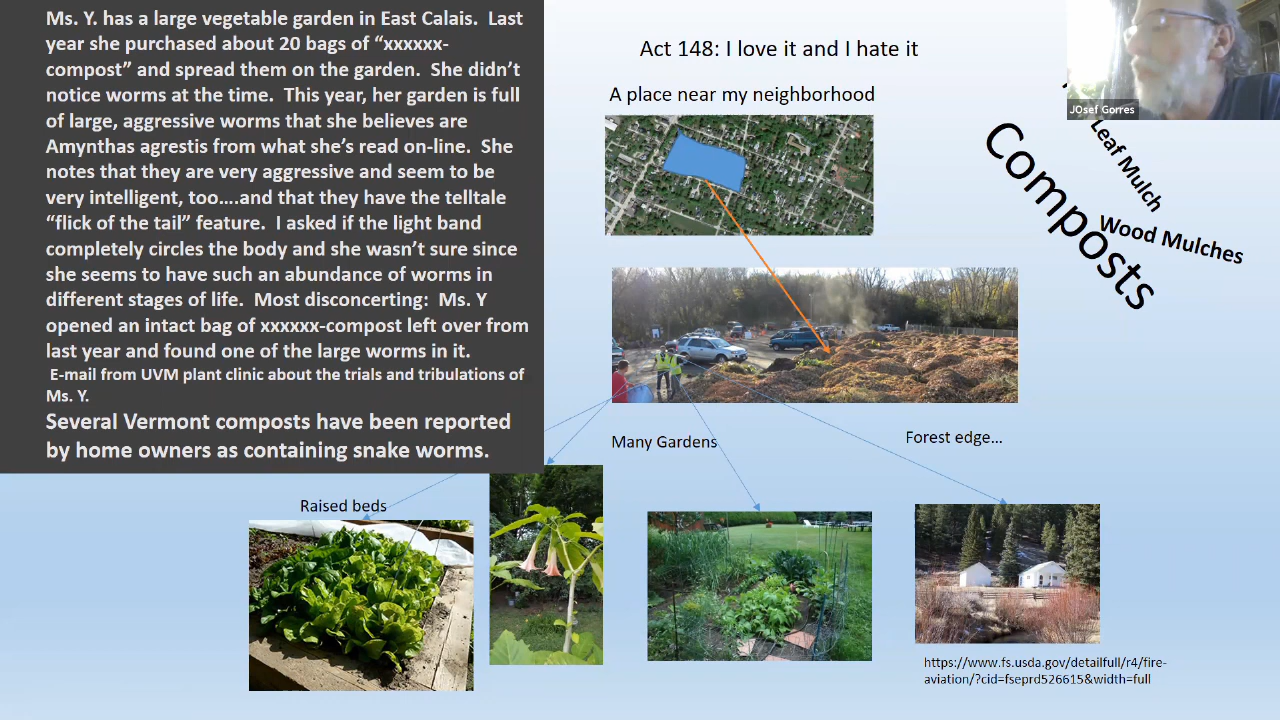 Ms. Y. has a large vegetable garden in East Calais.  Last
year she purchased about 20 bags of “xxxxxx-
compost” and spread them on the garden.  She didn’t
notice worms at the time.  This year, her garden is full
of large, aggressive worms that she believes are
Amynthas agrestis from what she’s read on-line.  She
notes that they are very aggressive and seem to be
very intelligent, too….and that they have the telltale
“flick of the tail” feature.  I asked if the light band
completely circles the body and she wasn’t sure since
she seems to have such an abundance of worms in
different stages of life.  Most disconcerting:  Ms. Y
opened an intact bag of xxxxxx-compost left over from
last year and found one of the large worms in it.
E-mail from UVM plant clinic about the trials and tribulations of
Ms. Y.
Several Vermont composts have been reported
by home owners as containing snake worms.
Act 148: I love it and I hate it
A place near my neighborhood
JOsef Gorres
Leaf Mulch
Composts
Wood Mulches
Many Gardens
Forest edge…
Raised beds
https://www.fs.usda.gov/detailfull/r4/fire-
aviation/?cid=fseprd526615&width=full